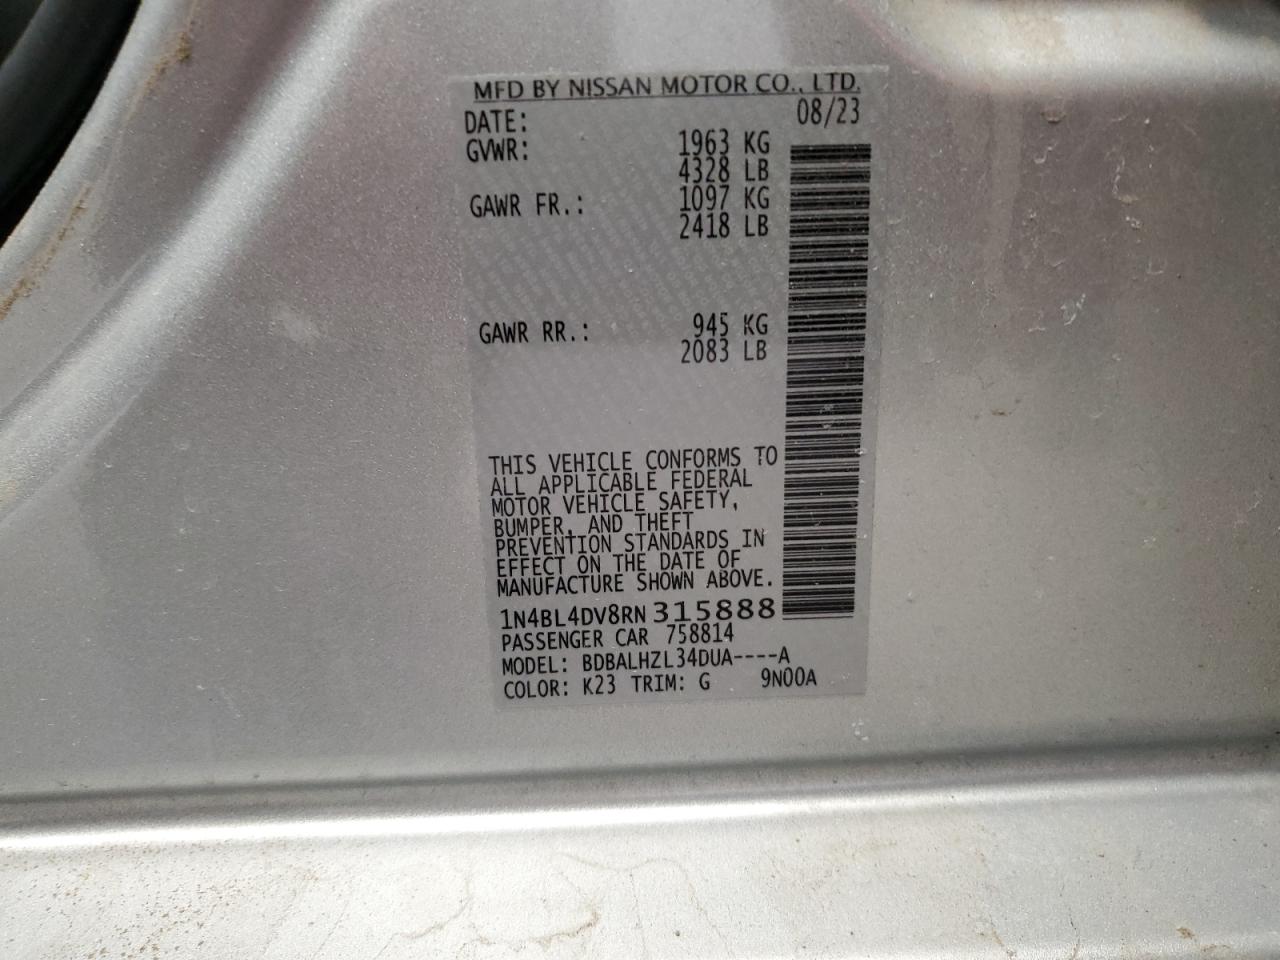 MFD BY NISSAN MOTOR CO., LTD.
DATE: 08/23
GVWR: 1963 KG
4328 LB
GAWR FR.: 1097 KG
2418 LB
GAWR RR.: 945 KG
2083 LB
THIS VEHICLE CONFORMS TO
ALL APPLICABLE FEDERAL
MOTOR VEHICLE SAFETY,
BUMPER, AND THEFT
PREVENTION STANDARDS IN
EFFECT ON THE DATE OF
MANUFACTURE SHOWN ABOVE.
1N4BL4DV8RN315888
PASSENGER CAR 758814
MODEL: BDBALHZL34DUA----A
COLOR: K23 TRIM: G 9N00A